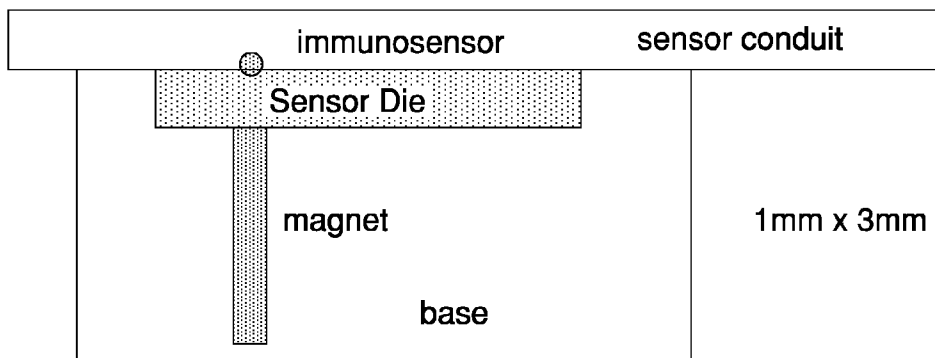 immunosensor
sensor conduit
Sensor Die
magnet
1mm x 3mm
base